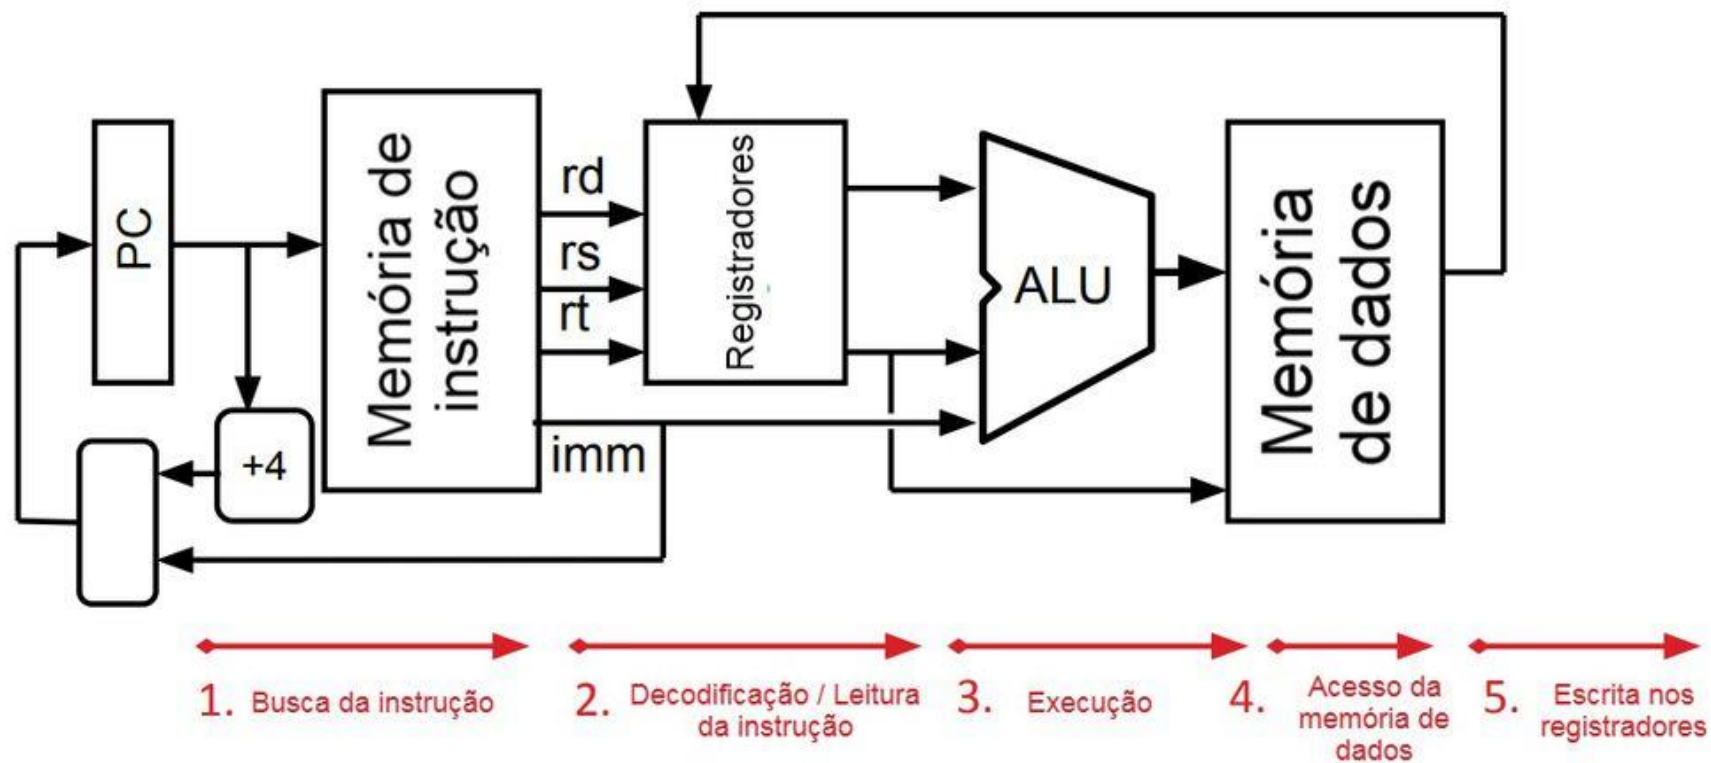 PC
+4
Memória de
instrução
rd
rs
rt
imm
Registradores
ALU
Memória
de dados
1. Busca da instrução
2. Decodificação / Leitura
da instrução
3. Execução
4. Acesso da
memória de
dados
5. Escrita nos
registradores